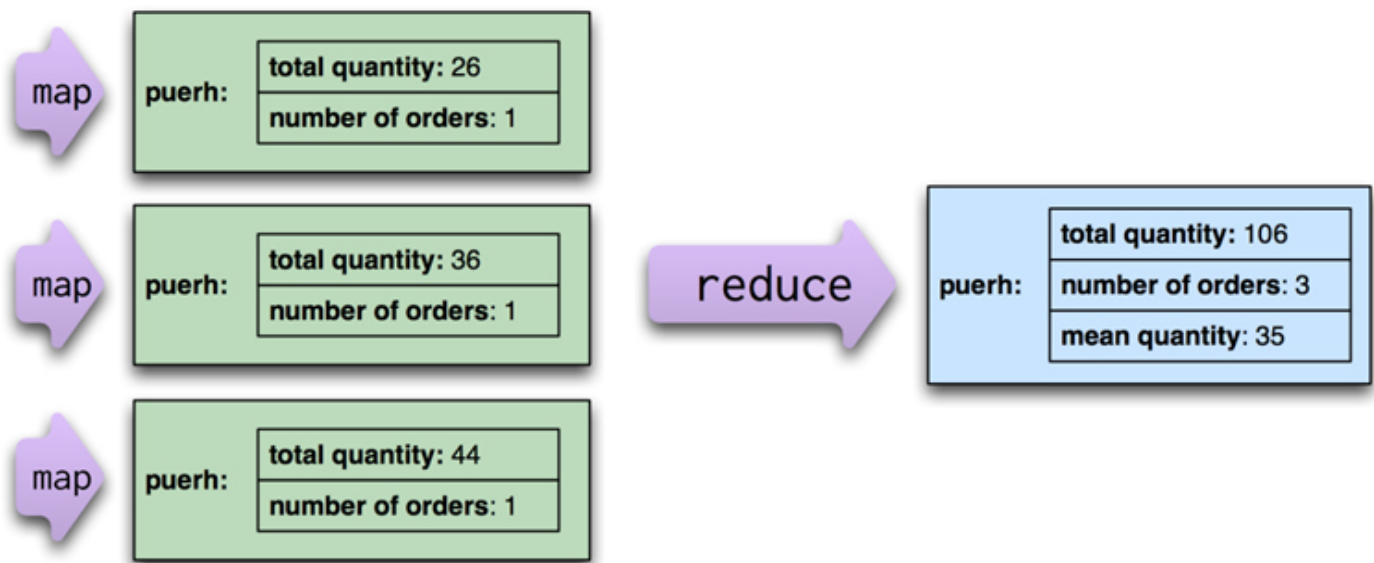 map
puerh:
total quantity: 26
number of orders: 1
map
puerh:
total quantity: 36
number of orders: 1
map
puerh:
total quantity: 44
number of orders: 1
reduce
puerh:
total quantity: 106
number of orders: 3
mean quantity: 35